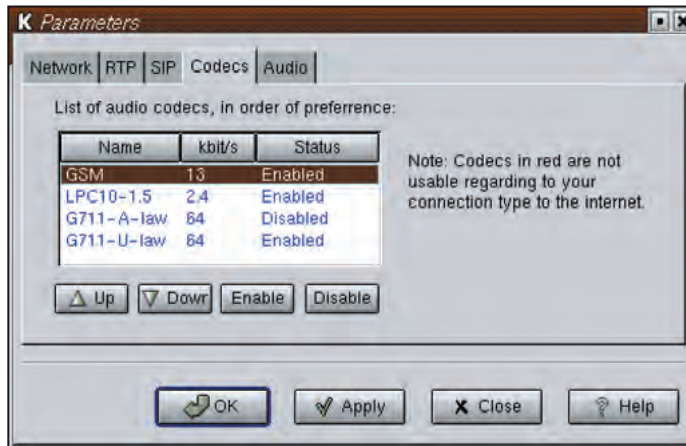 K Parameters
Network RTP SIP Codecs Audio
List of audio codecs, in order of preferrence:
Name kbit/s Status
GSM 13 Enabled
LPC10-1.5 2.4 Enabled
G711-A-law 64 Disabled
G711-U-law 64 Enabled
Note: Codecs in red are not
usable regarding to your
connection type to the internet.
Up Dowr Enable Disable
OK Apply X Close ? Help